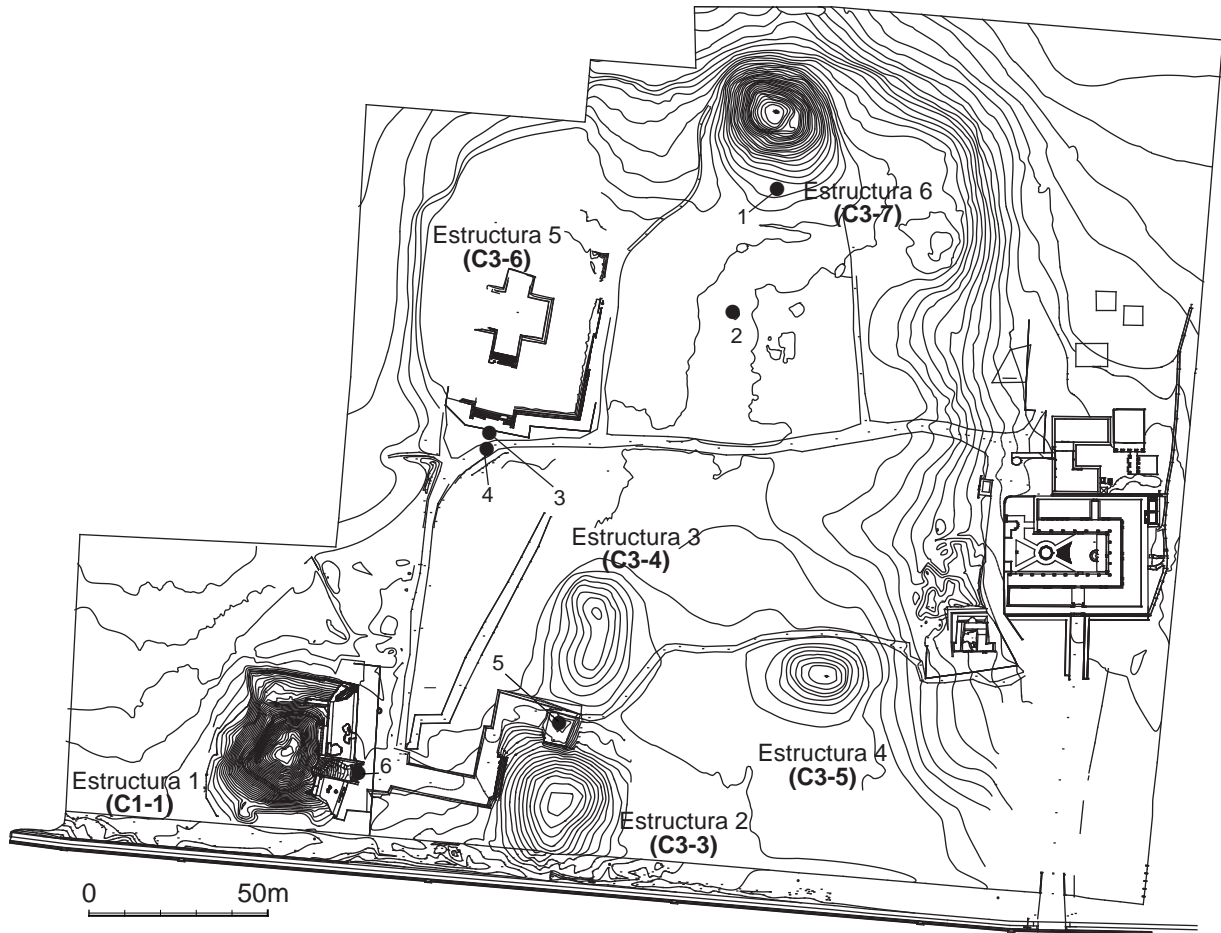 Estructura 6
(C3-7)
1
Estructura 5
(C3-6)
2
4
3
Estructura 3
(C3-4)
5
6
Estructura 1
(C1-1)
Estructura 4
(C3-5)
Estructura 2
(C3-3)
0 50m